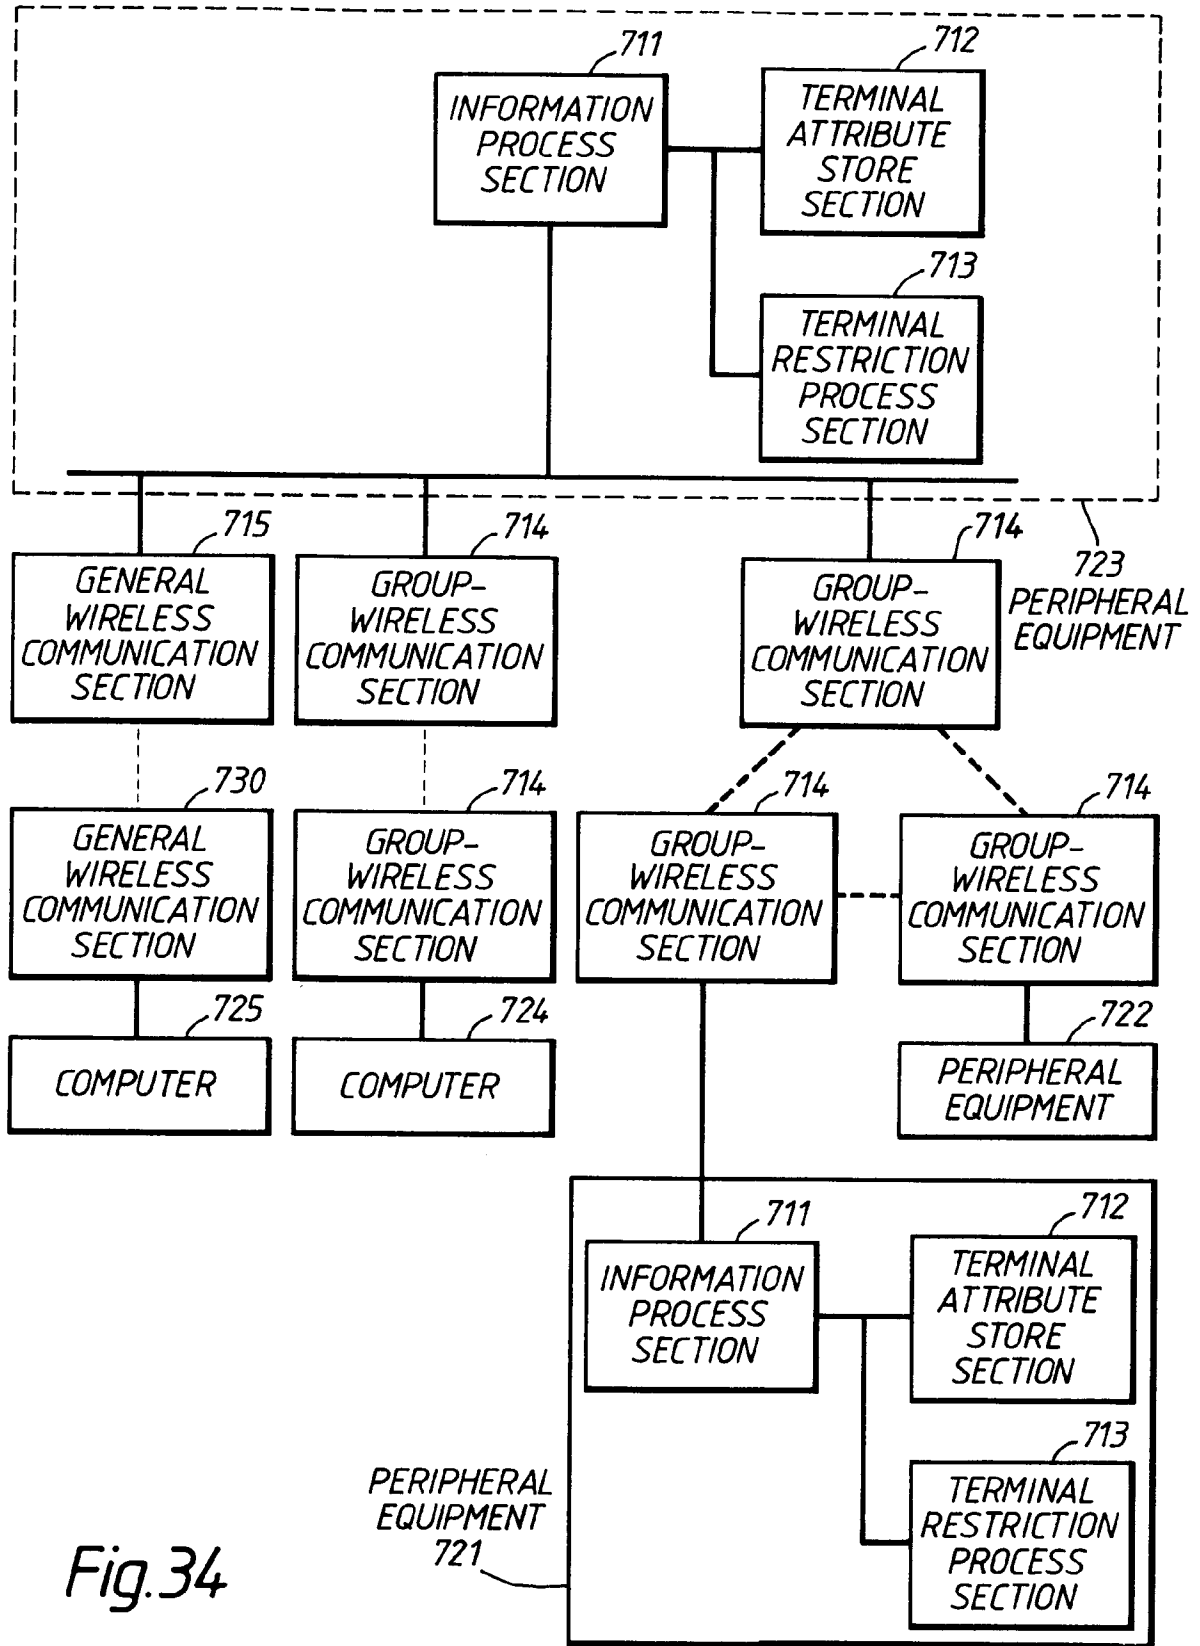 711
INFORMATION
PROCESS
SECTION
712
TERMINAL
ATTRIBUTE
STORE
SECTION
713
TERMINAL
RESTRICTION
PROCESS
SECTION
723
PERIPHERAL
EQUIPMENT
715
GENERAL
WIRELESS
COMMUNICATION
SECTION
714
GROUP-
WIRELESS
COMMUNICATION
SECTION
714
GROUP-
WIRELESS
COMMUNICATION
SECTION
730
GENERAL
WIRELESS
COMMUNICATION
SECTION
714
GROUP-
WIRELESS
COMMUNICATION
SECTION
714
GROUP-
WIRELESS
COMMUNICATION
SECTION
714
GROUP-
WIRELESS
COMMUNICATION
SECTION
725
COMPUTER
724
COMPUTER
722
PERIPHERAL
EQUIPMENT
711
INFORMATION
PROCESS
SECTION
712
TERMINAL
ATTRIBUTE
STORE
SECTION
713
TERMINAL
RESTRICTION
PROCESS
SECTION
PERIPHERAL
EQUIPMENT
721
Fig.34